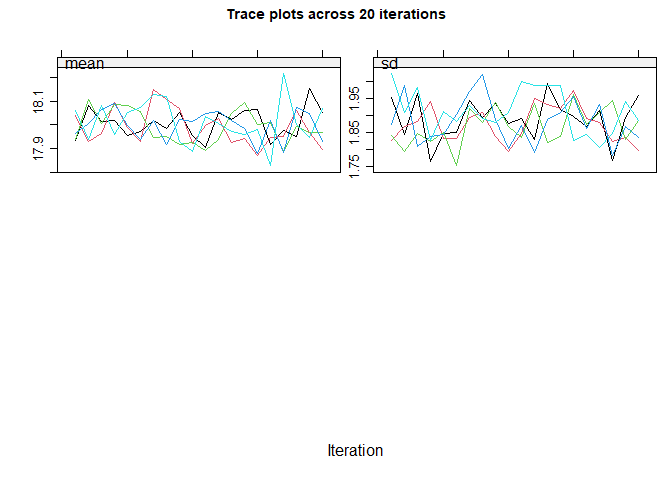 Trace plots across 20 iterations
mean
sd
18.1
17.9
1.95
1.85
1.75
Iteration